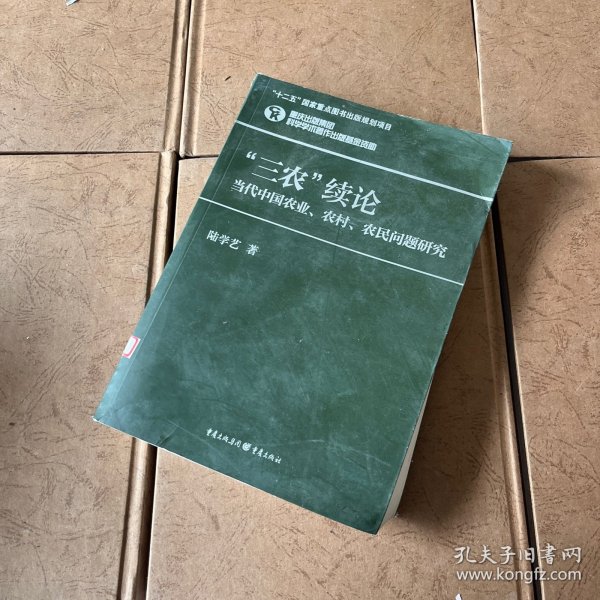 “十二五”国家重点图书出版规划项目
重庆出版集团
科学学术著作出版基金资助
“三农”续论
当代中国农业、农村、农民问题研究
陆学艺 著
重庆出版集团 重庆出版社
孔夫子旧书网
www.kongfz.com